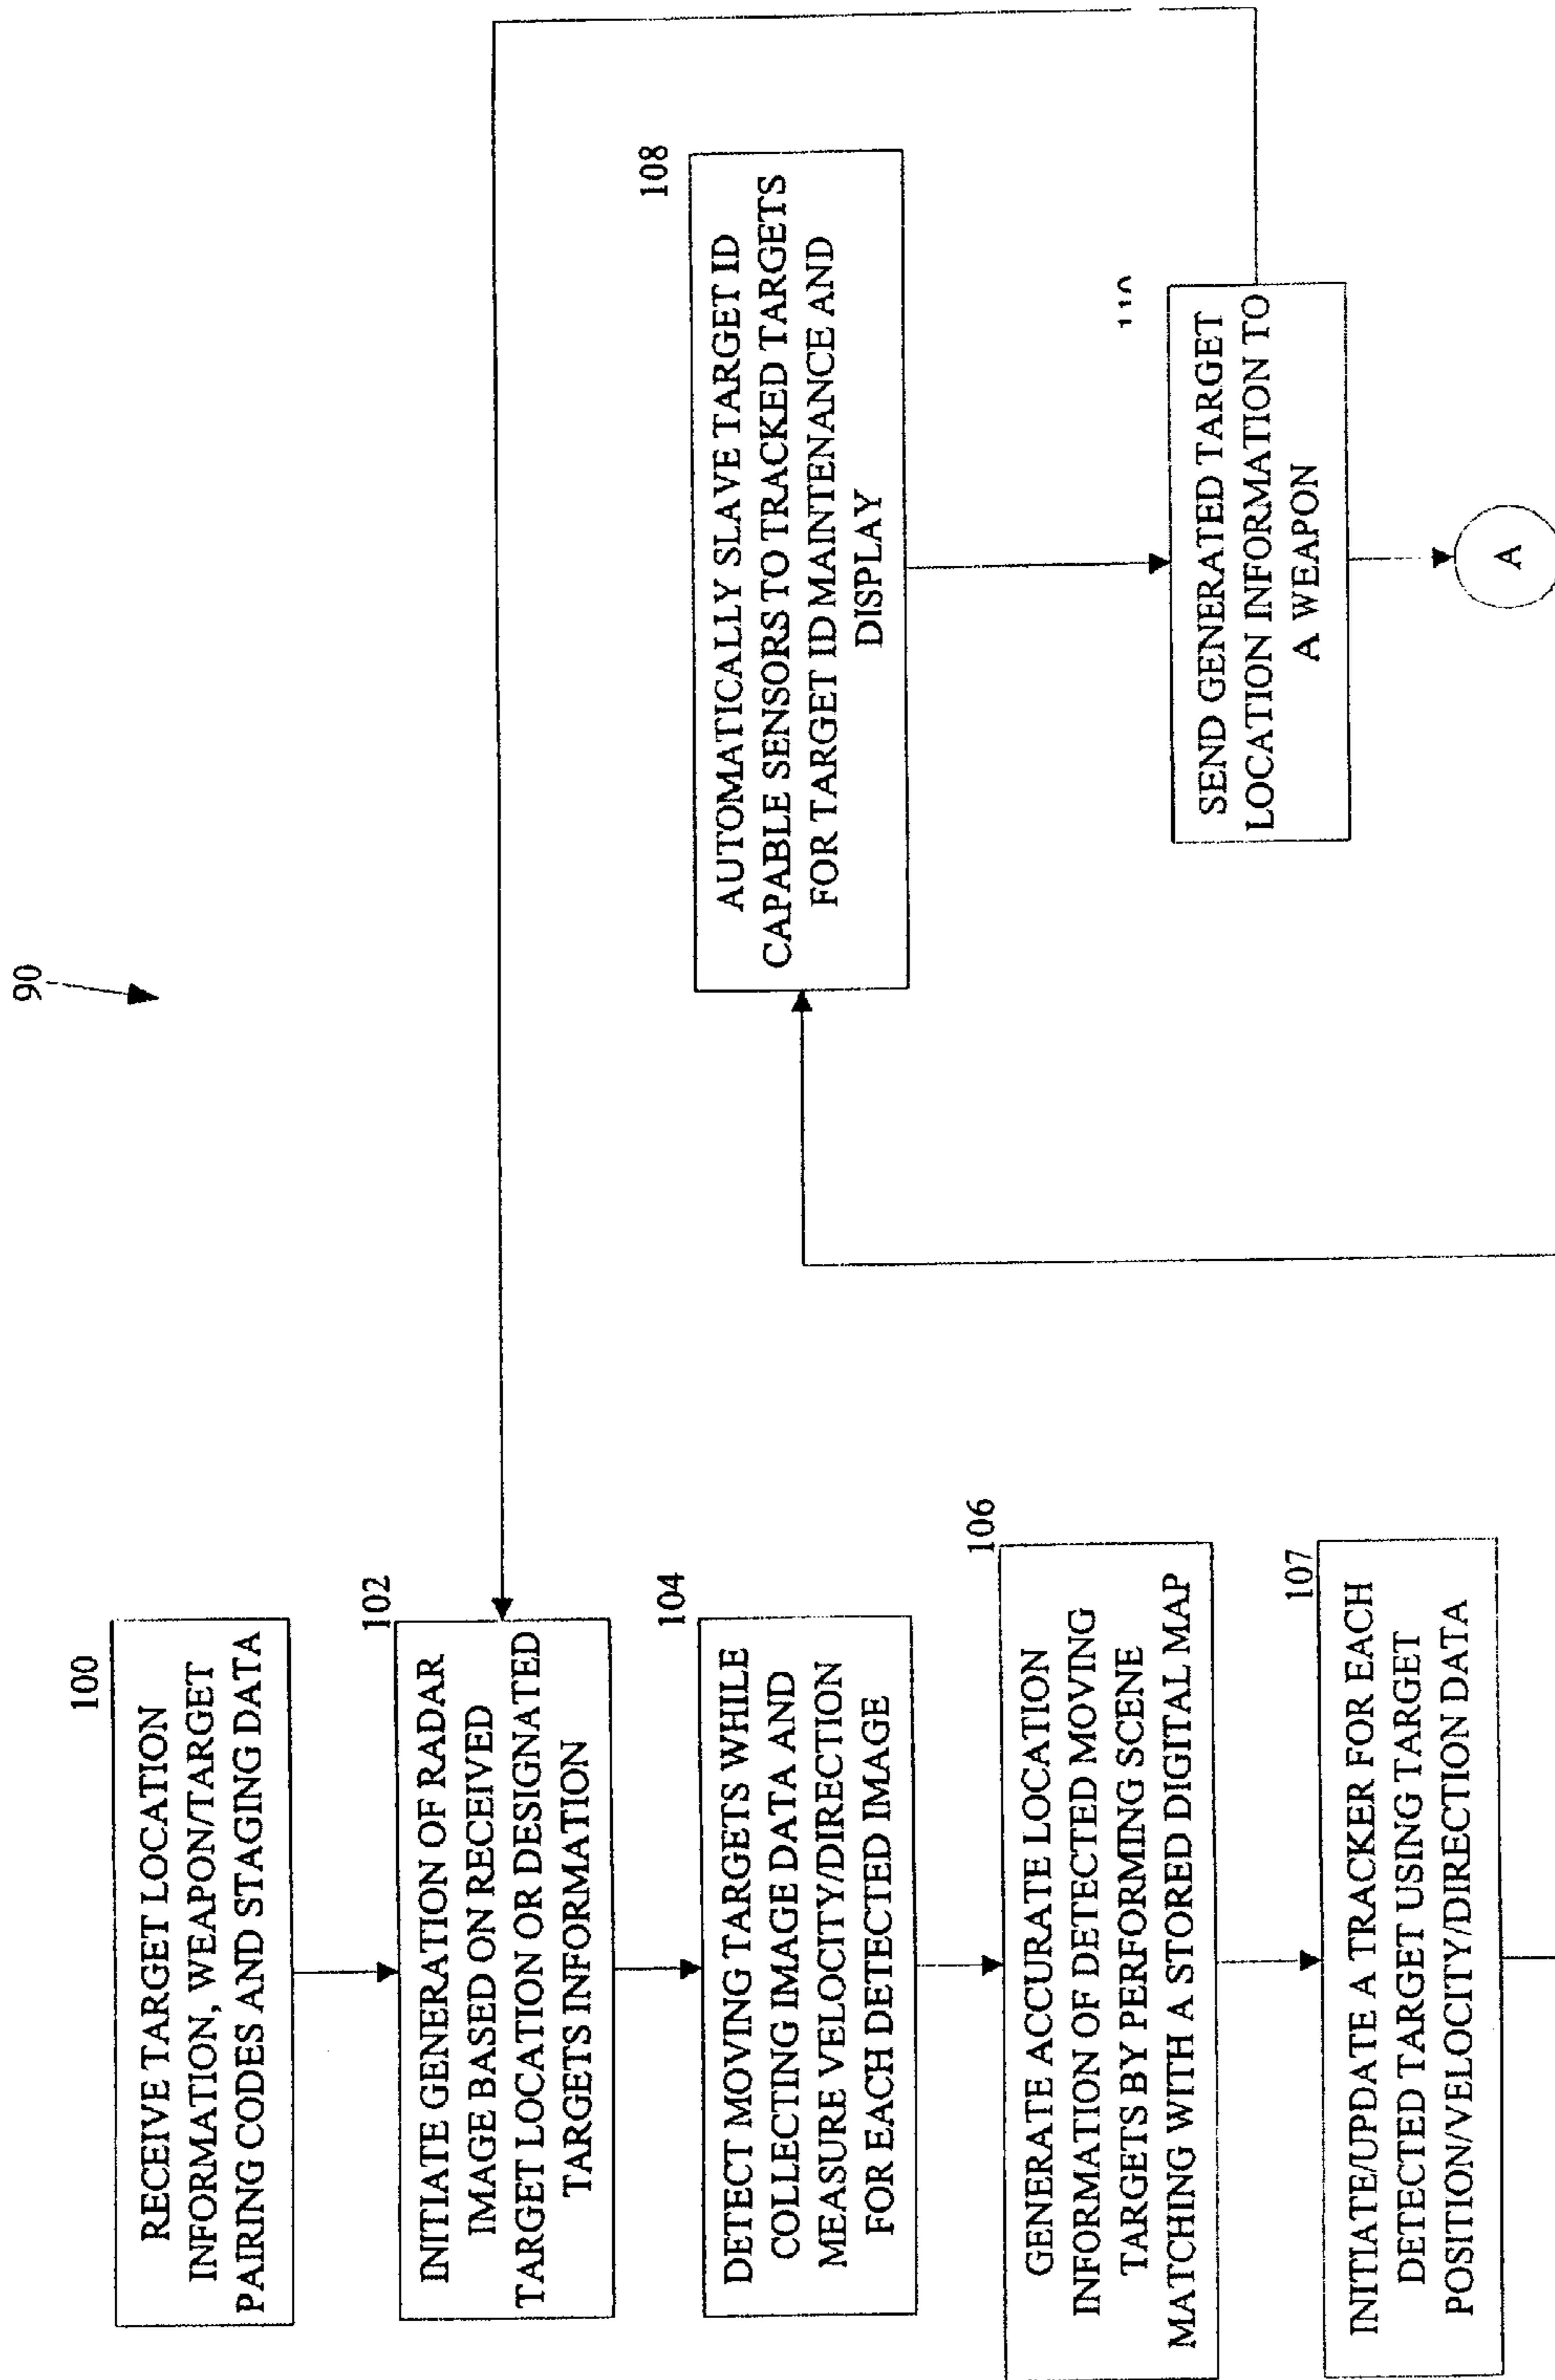 90
100
RECEIVE TARGET LOCATION
INFORMATION, WEAPON/TARGET
PAIRING CODES AND STAGING DATA
102
INITIATE GENERATION OF RADAR
IMAGE BASED ON RECEIVED
TARGET LOCATION OR DESIGNATED
TARGETS INFORMATION
104
DETECT MOVING TARGETS WHILE
COLLECTING IMAGE DATA AND
MEASURE VELOCITY/DIRECTION
FOR EACH DETECTED IMAGE
106
GENERATE ACCURATE LOCATION
INFORMATION OF DETECTED MOVING
TARGETS BY PERFORMING SCENE
MATCHING WITH A STORED DIGITAL MAP
107
INITIATE/UPDATE A TRACKER FOR EACH
DETECTED TARGET USING TARGET
POSITION/VELOCITY/DIRECTION DATA
108
AUTOMATICALLY SLAVE TARGET ID
CAPABLE SENSORS TO TRACKED TARGETS
FOR TARGET ID MAINTENANCE AND
DISPLAY
SEND GENERATED TARGET
LOCATION INFORMATION TO
A WEAPON
A